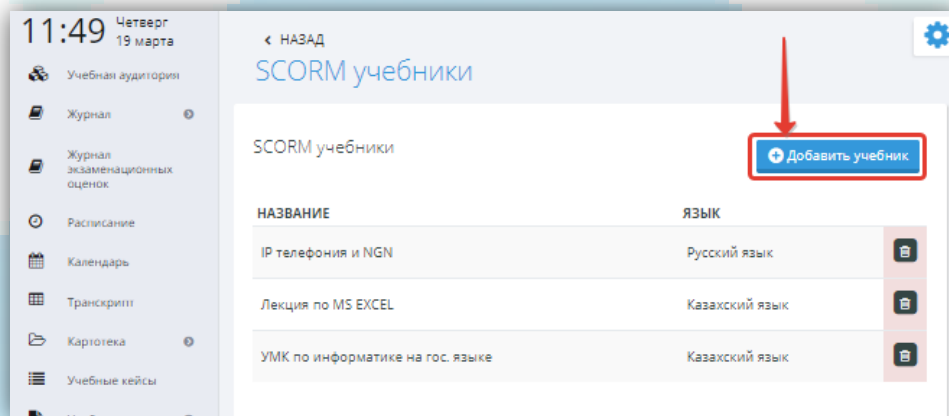 11:49 Четверг
19 марта
Учебная аудитория
Журнал
Журнал
экзаменационных
оценок
Расписание
Календарь
Транскрипт
Картотека
Учебные кейсы
НАЗАД
SCORM учебники
SCORM учебники
Добавить учебник
НАЗВАНИЕ ЯЗЫК
IP телефония и NGN Русский язык
Лекция по MS EXCEL Казахский язык
УМК по информатике на гос. языке Казахский язык